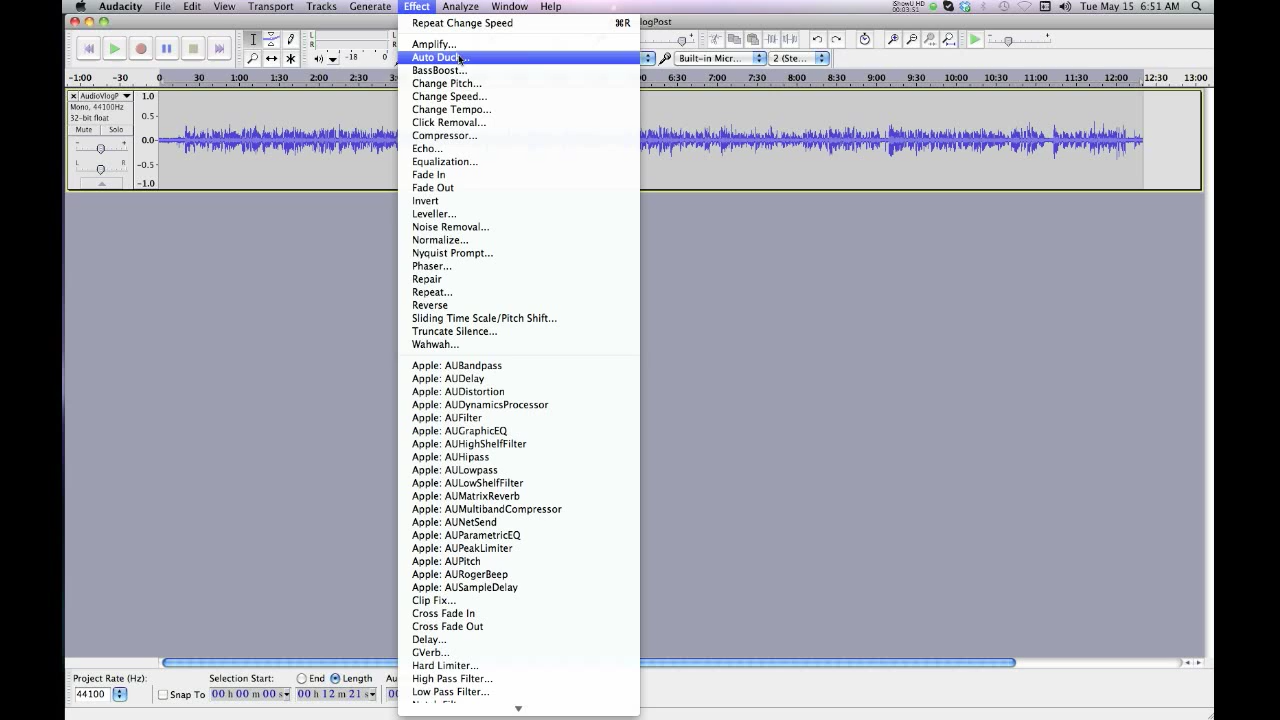 Audacity File Edit View Transport Tracks Generate Effect Analyze Window Help
iShowU HD
00:03:51
Tue May 15 6:51 AM
Repeat Change Speed ⌘R
Amplify...
Auto Duck...
BassBoost...
Change Pitch...
Change Speed...
Change Tempo...
Click Removal...
Compressor...
Echo...
Equalization...
Fade In
Fade Out
Invert
Leveller...
Noise Removal...
Normalize...
Nyquist Prompt...
Phaser...
Repair
Repeat...
Reverse
Sliding Time Scale/Pitch Shift...
Truncate Silence...
Wahwah...
Apple: AUBandpass
Apple: AUDelay
Apple: AUDistortion
Apple: AUDynamicsProcessor
Apple: AUFilter
Apple: AUGraphicEQ
Apple: AUHighShelfFilter
Apple: AUHipass
Apple: AULowpass
Apple: AULowShelfFilter
Apple: AUMatrixReverb
Apple: AUMultibandCompressor
Apple: AUNetSend
Apple: AUParametricEQ
Apple: AUPeakLimiter
Apple: AUPitch
Apple: AURogerBeep
Apple: AUSampleDelay
Clip Fix...
Cross Fade In
Cross Fade Out
Delay...
GVerb...
Hard Limiter...
High Pass Filter...
Low Pass Filter...
logPost
L
R
L
R
-18 0
Built-in Micr...
2 (Ste...
-1:00 -30 0 30 1:00 1:30 2:00 2:30 3
6:30 7:00 7:30 8:00 8:30 9:00 9:30 10:00 10:30 11:00 11:30 12:00 12:30 13:00
AudioVlogP
Mono, 44100Hz
32-bit float
Mute Solo
- +
L R
1.0
0.5
0.0
-0.5
-1.0
Project Rate (Hz):
44100
Snap To
Selection Start:
End
Length
Au
00 h 00 m 00 s
00 h 12 m 21 s
00